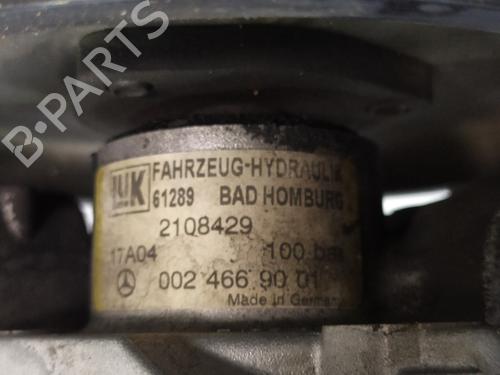 B-PARTS
LUK FAHRZEUG-HYDRAULIK
61289 BAD HOMBURG
2108429
17A04 100 bar
002 466 90 01
Made in Germany